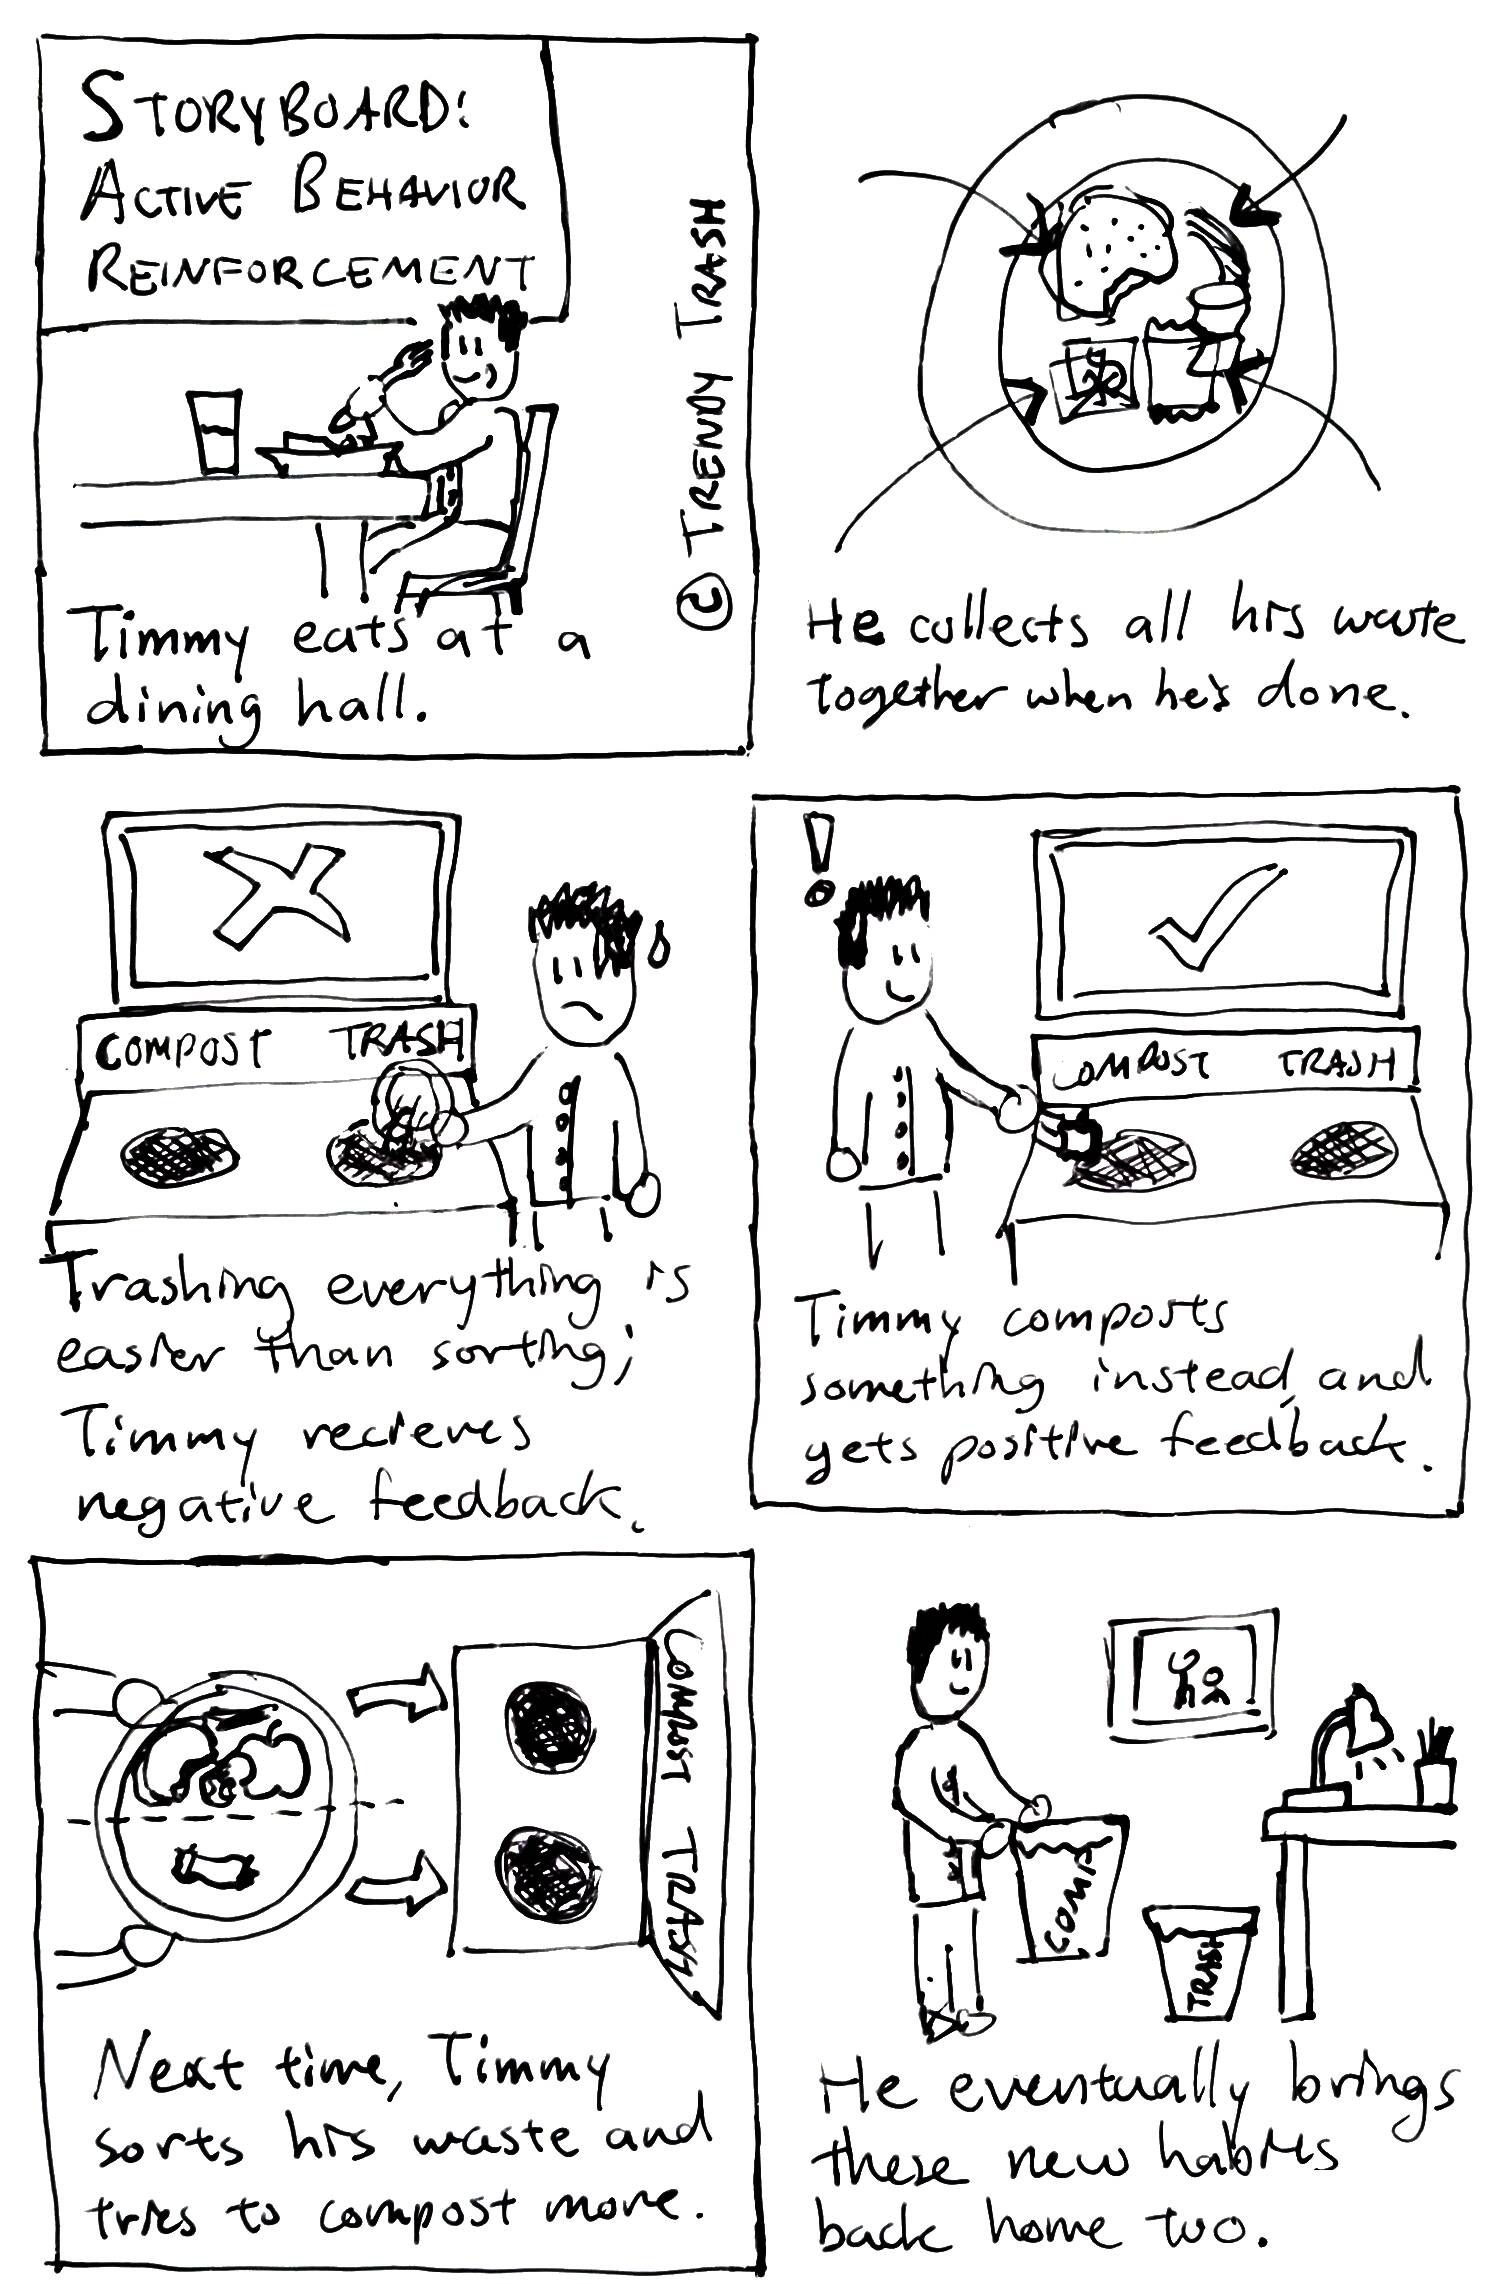 STORYBOARD:
ACTIVE BEHAVIOR
REINFORCEMENT
© TRENDY TRASH
Timmy eats at a
dining hall.
He collects all his waste
together when he's done.
COMPOST TRASH
Trashing everything is
easier than sorting;
Timmy recieves
negative feedback.
!
COMPOST TRASH
Timmy composts
something instead, and
gets positive feedback.
COMPOST TRASH
Next time, Timmy
sorts his waste and
tries to compost more.
TRASH
He eventually brings
these new habits
back home too.